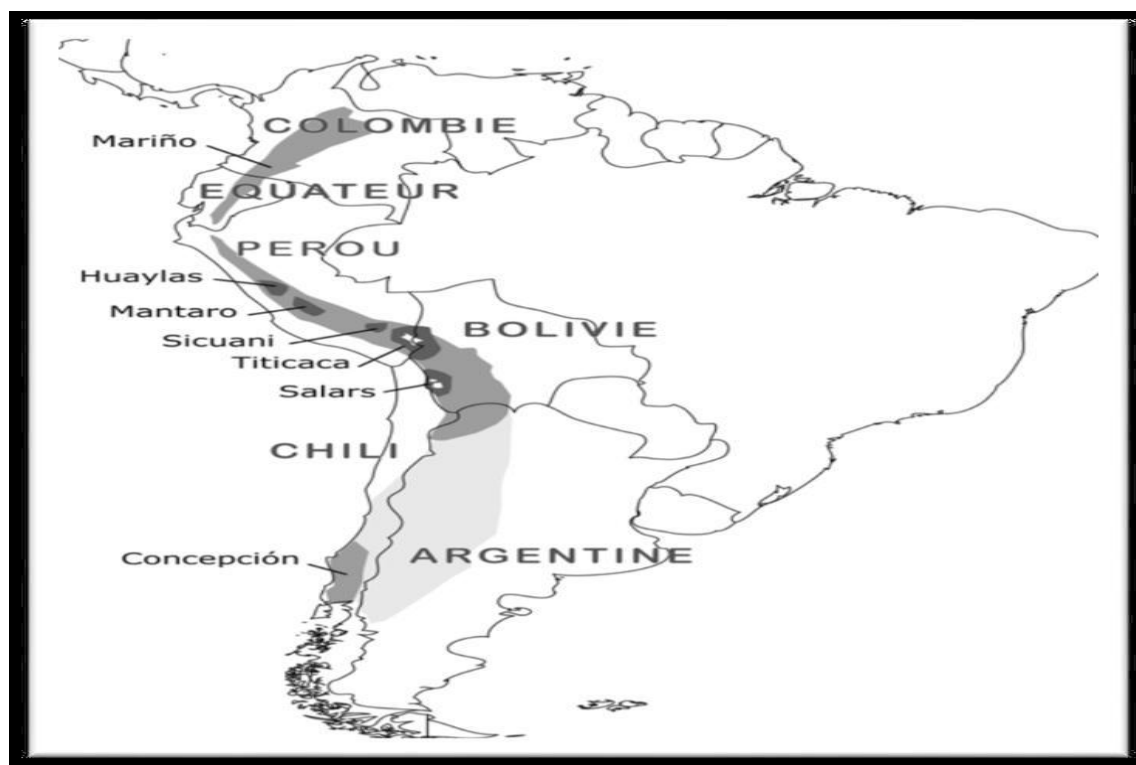 COLOMBIE
Mariño
EQUATEUR
PEROU
Huaylas
Mantaro
BOLIVIE
Sicuani
Titicaca
Salars
CHILI
Concepción
ARGENTINE